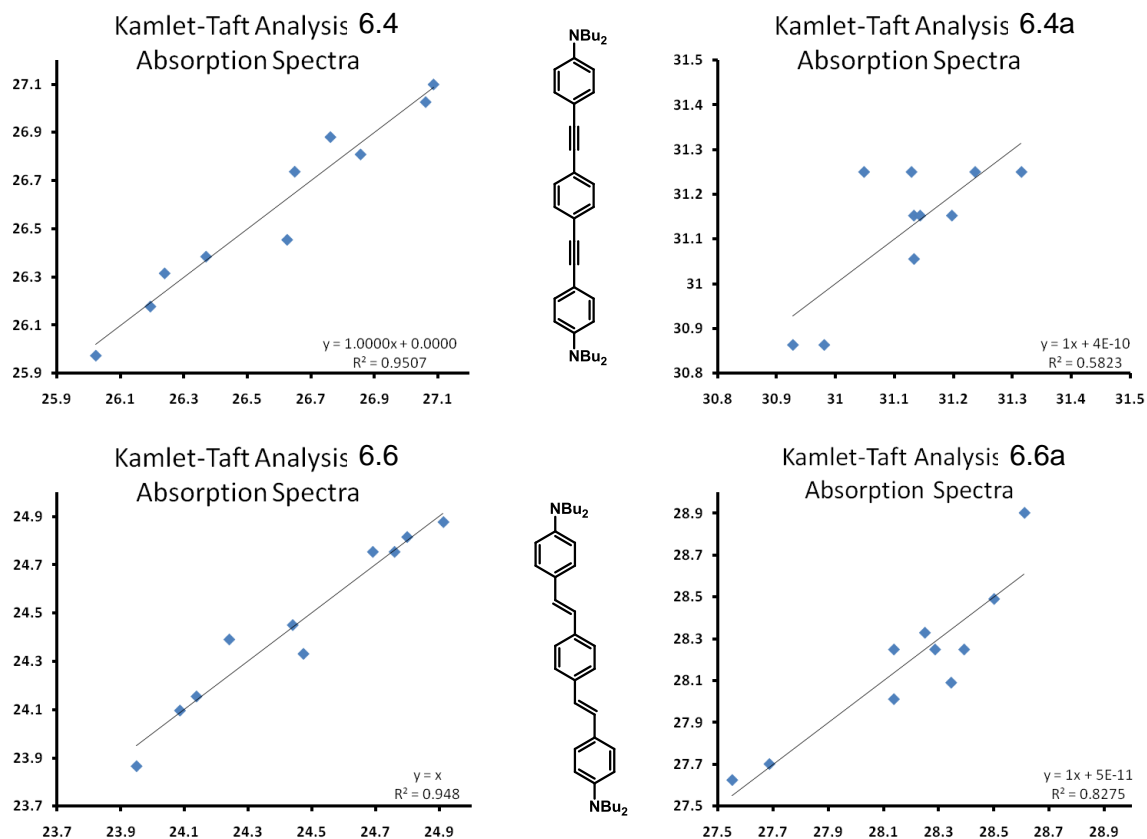 Kamlet-Taft Analysis 6.4
Absorption Spectra
27.1
26.9
26.7
26.5
26.3
26.1
25.9
y = 1.0000x + 0.0000
R² = 0.9507
25.9 26.1 26.3 26.5 26.7 26.9 27.1
NBu2
NBu2
Kamlet-Taft Analysis 6.4a
Absorption Spectra
31.5
31.4
31.3
31.2
31.1
31
30.9
30.8
y = 1x + 4E-10
R² = 0.5823
30.8 30.9 31 31.1 31.2 31.3 31.4 31.5
Kamlet-Taft Analysis 6.6
Absorption Spectra
24.9
24.7
24.5
24.3
24.1
23.9
23.7
y = x
R² = 0.948
23.7 23.9 24.1 24.3 24.5 24.7 24.9
NBu2
NBu2
Kamlet-Taft Analysis 6.6a
Absorption Spectra
28.9
28.7
28.5
28.3
28.1
27.9
27.7
27.5
y = 1x + 5E-11
R² = 0.8275
27.5 27.7 27.9 28.1 28.3 28.5 28.7 28.9